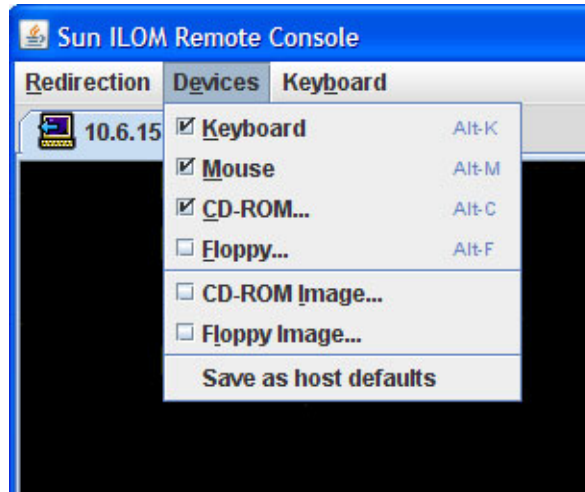 Sun ILOM Remote Console
Redirection Devices Keyboard
10.6.15
Keyboard Alt-K
Mouse Alt-M
CD-ROM... Alt-C
Floppy... Alt-F
CD-ROM Image...
Floppy Image...
Save as host defaults